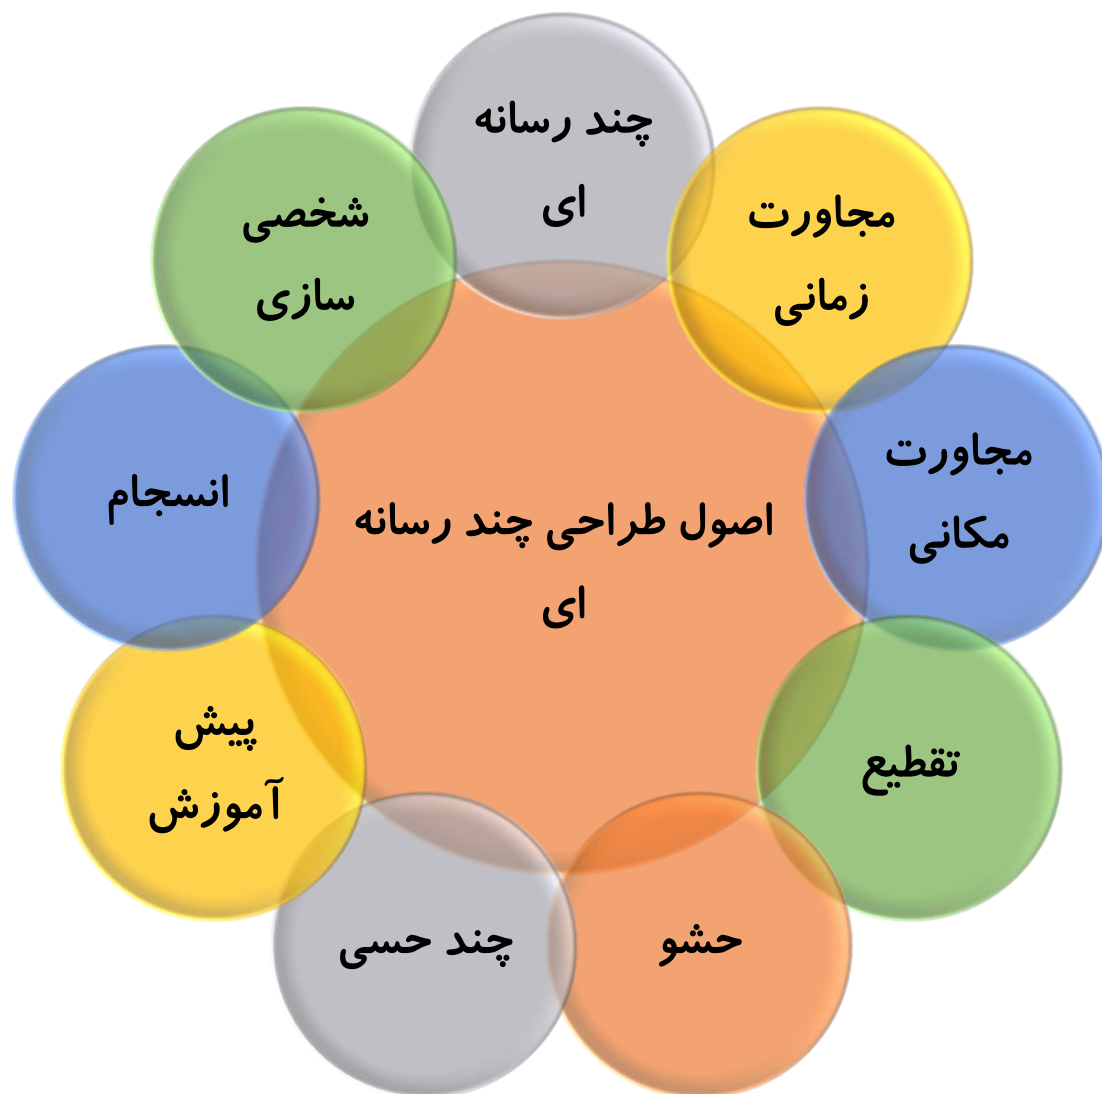 چند رسانه
ای
مجاورت
زمانی
مجاورت
مکانی
تقطیع
حشو
چند حسی
پیش
آموزش
انسجام
شخصی
سازی
اصول طراحی چند رسانه
ای